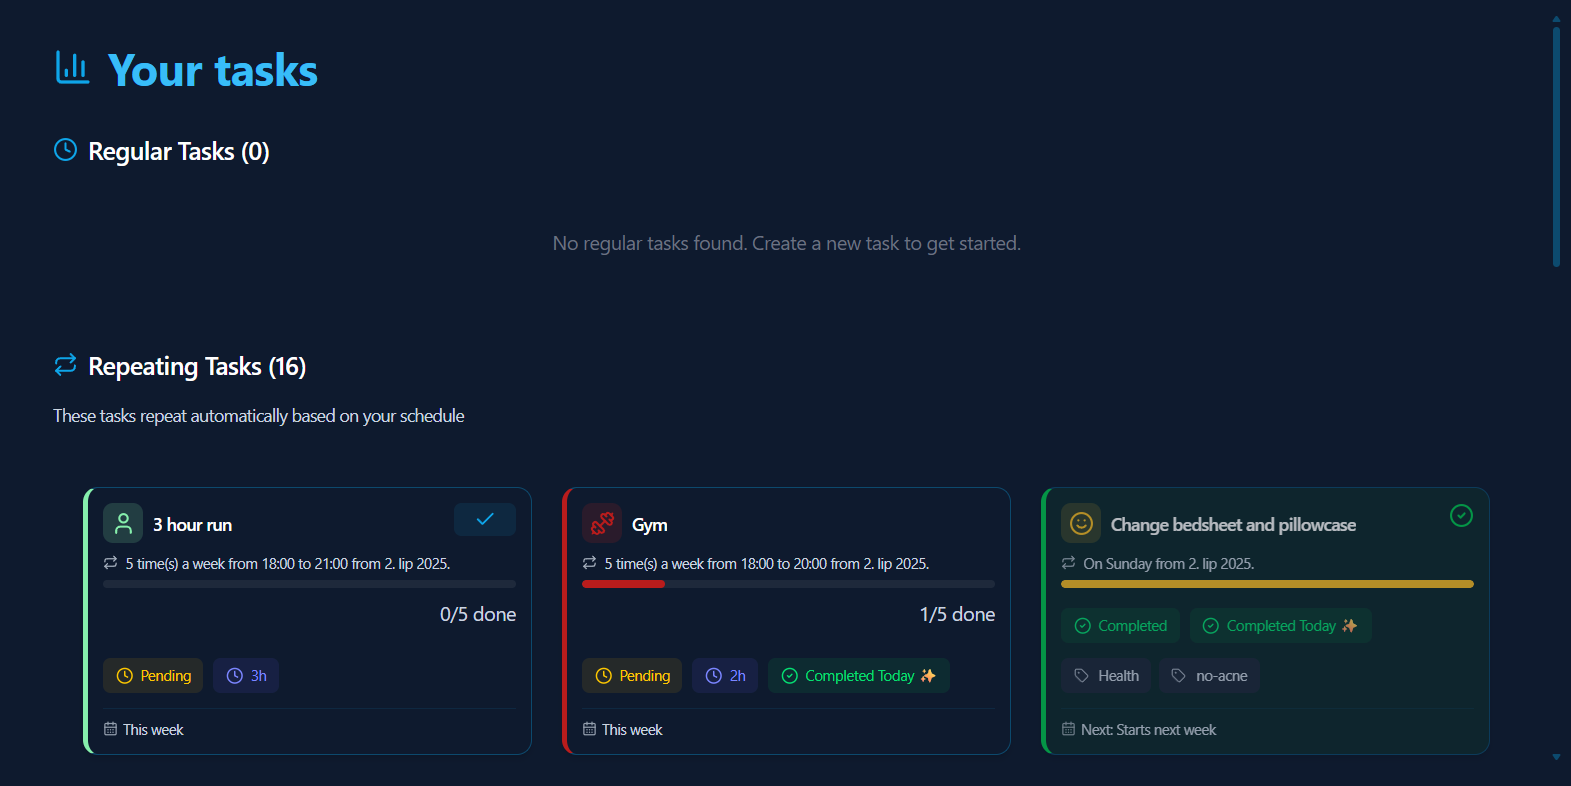 Your tasks
Regular Tasks (0)
No regular tasks found. Create a new task to get started.
Repeating Tasks (16)
These tasks repeat automatically based on your schedule
3 hour run
5 time(s) a week from 18:00 to 21:00 from 2. lip 2025.
0/5 done
Pending
3h
This week
Gym
5 time(s) a week from 18:00 to 20:00 from 2. lip 2025.
1/5 done
Pending
2h
Completed Today ✨
This week
Change bedsheet and pillowcase
On Sunday from 2. lip 2025.
Completed
Completed Today ✨
Health
no-acne
Next: Starts next week